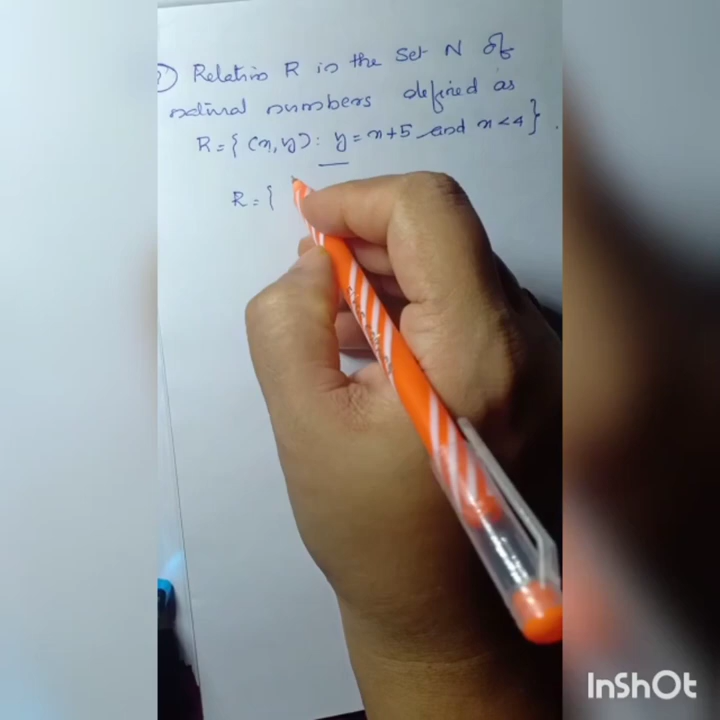 Relation R in the Set N of
natural numbers defined as
R = { (x, y) : y = x + 5 and x < 4 } .
R = {
InShOt